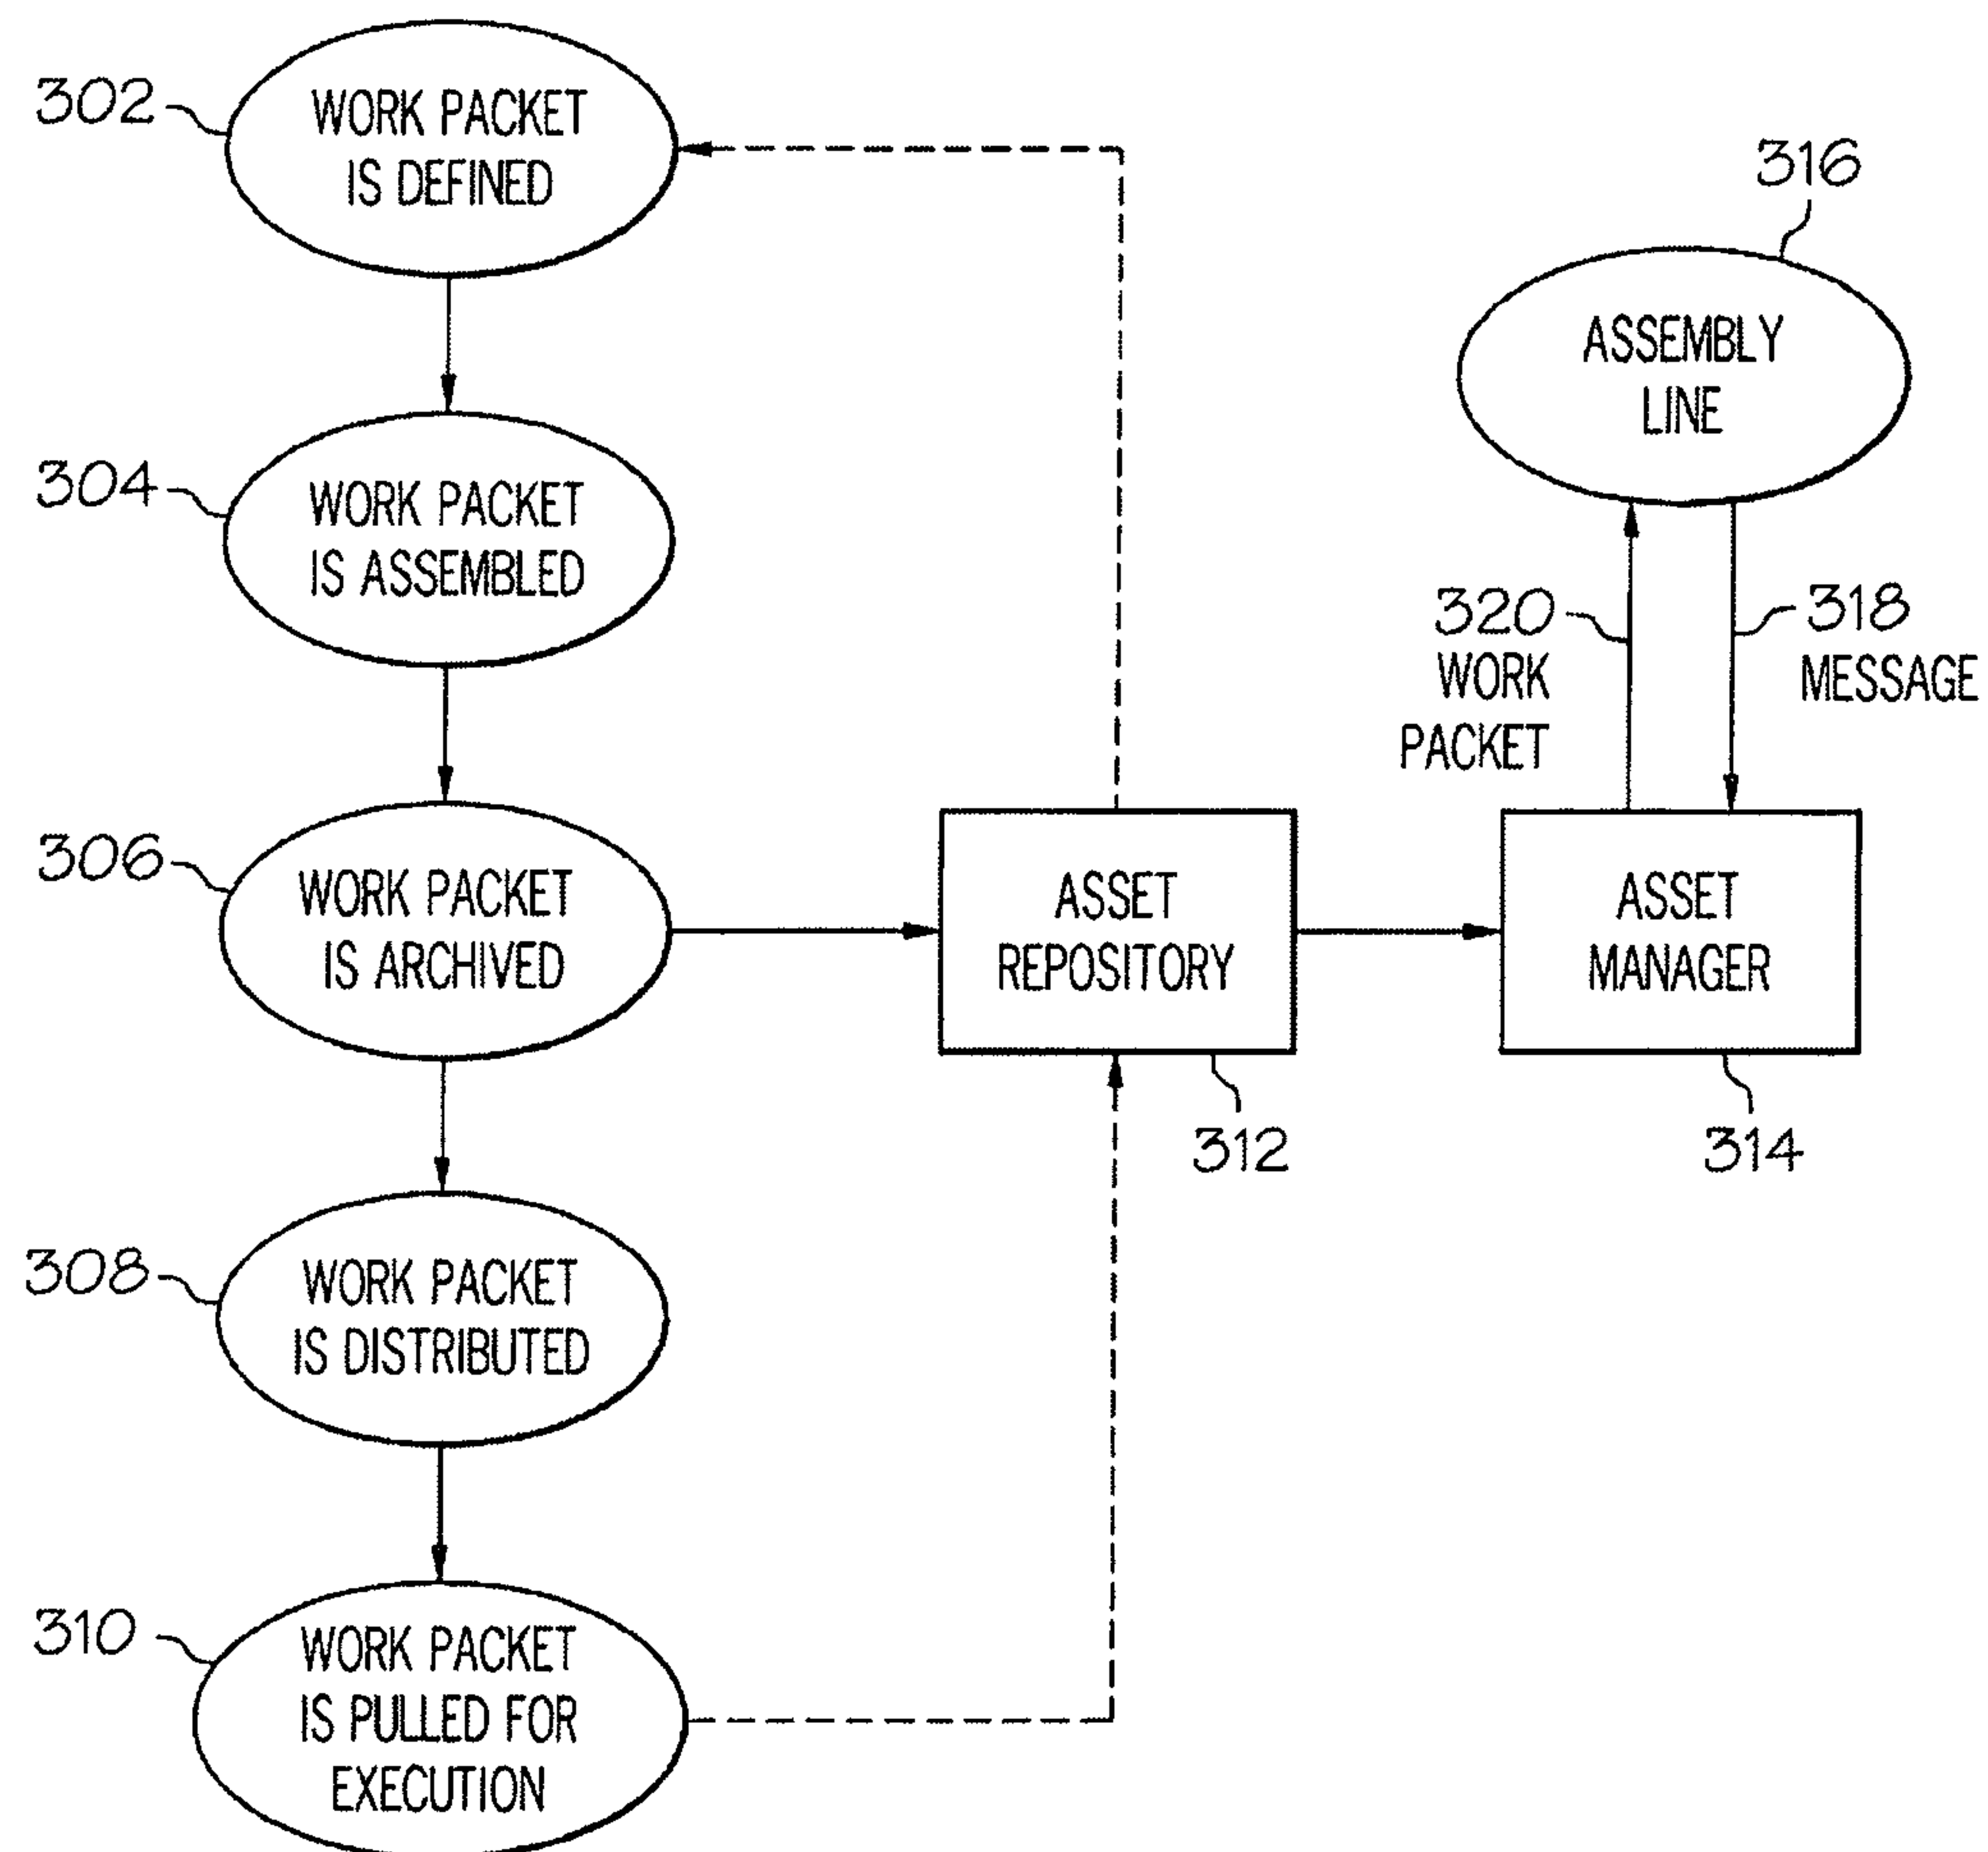 302
WORK PACKET
IS DEFINED
304
WORK PACKET
IS ASSEMBLED
306
WORK PACKET
IS ARCHIVED
308
WORK PACKET
IS DISTRIBUTED
310
WORK PACKET
IS PULLED FOR
EXECUTION
ASSET
REPOSITORY
312
316
ASSEMBLY
LINE
320
WORK
PACKET
318
MESSAGE
ASSET
MANAGER
314